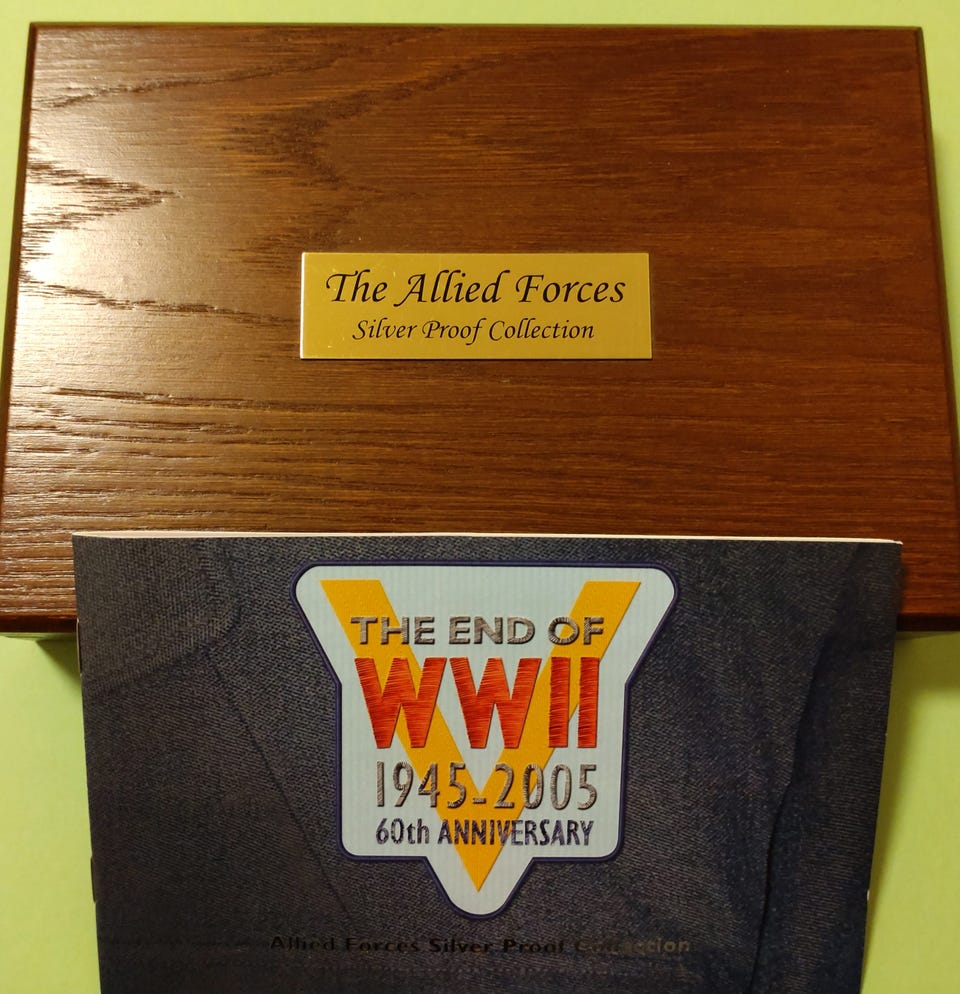 The Allied Forces
Silver Proof Collection
THE END OF
WWII
1945-2005
60th ANNIVERSARY
Allied Forces Silver Proof Collection